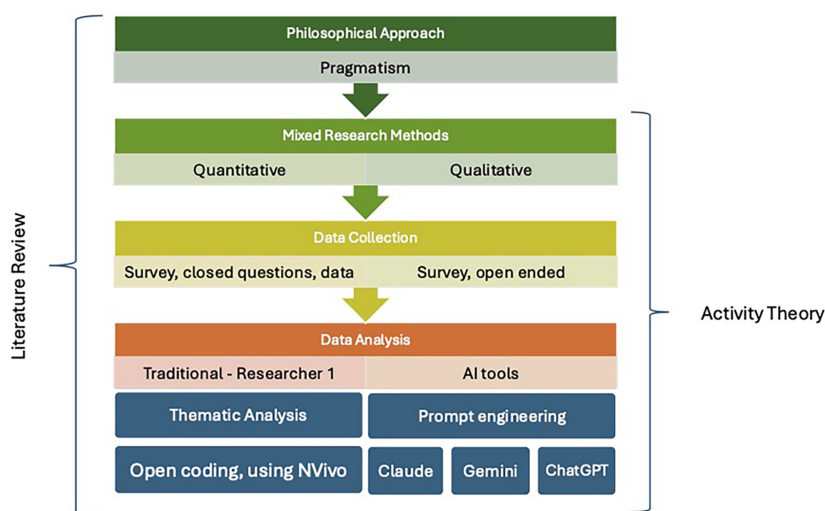 Philosophical Approach
Pragmatism
Mixed Research Methods
Quantitative
Qualitative
Data Collection
Survey, closed questions, data
Survey, open ended
Data Analysis
Traditional - Researcher 1
AI tools
Thematic Analysis
Prompt engineering
Open coding, using NVivo
Claude
Gemini
ChatGPT
Literature Review
Activity Theory